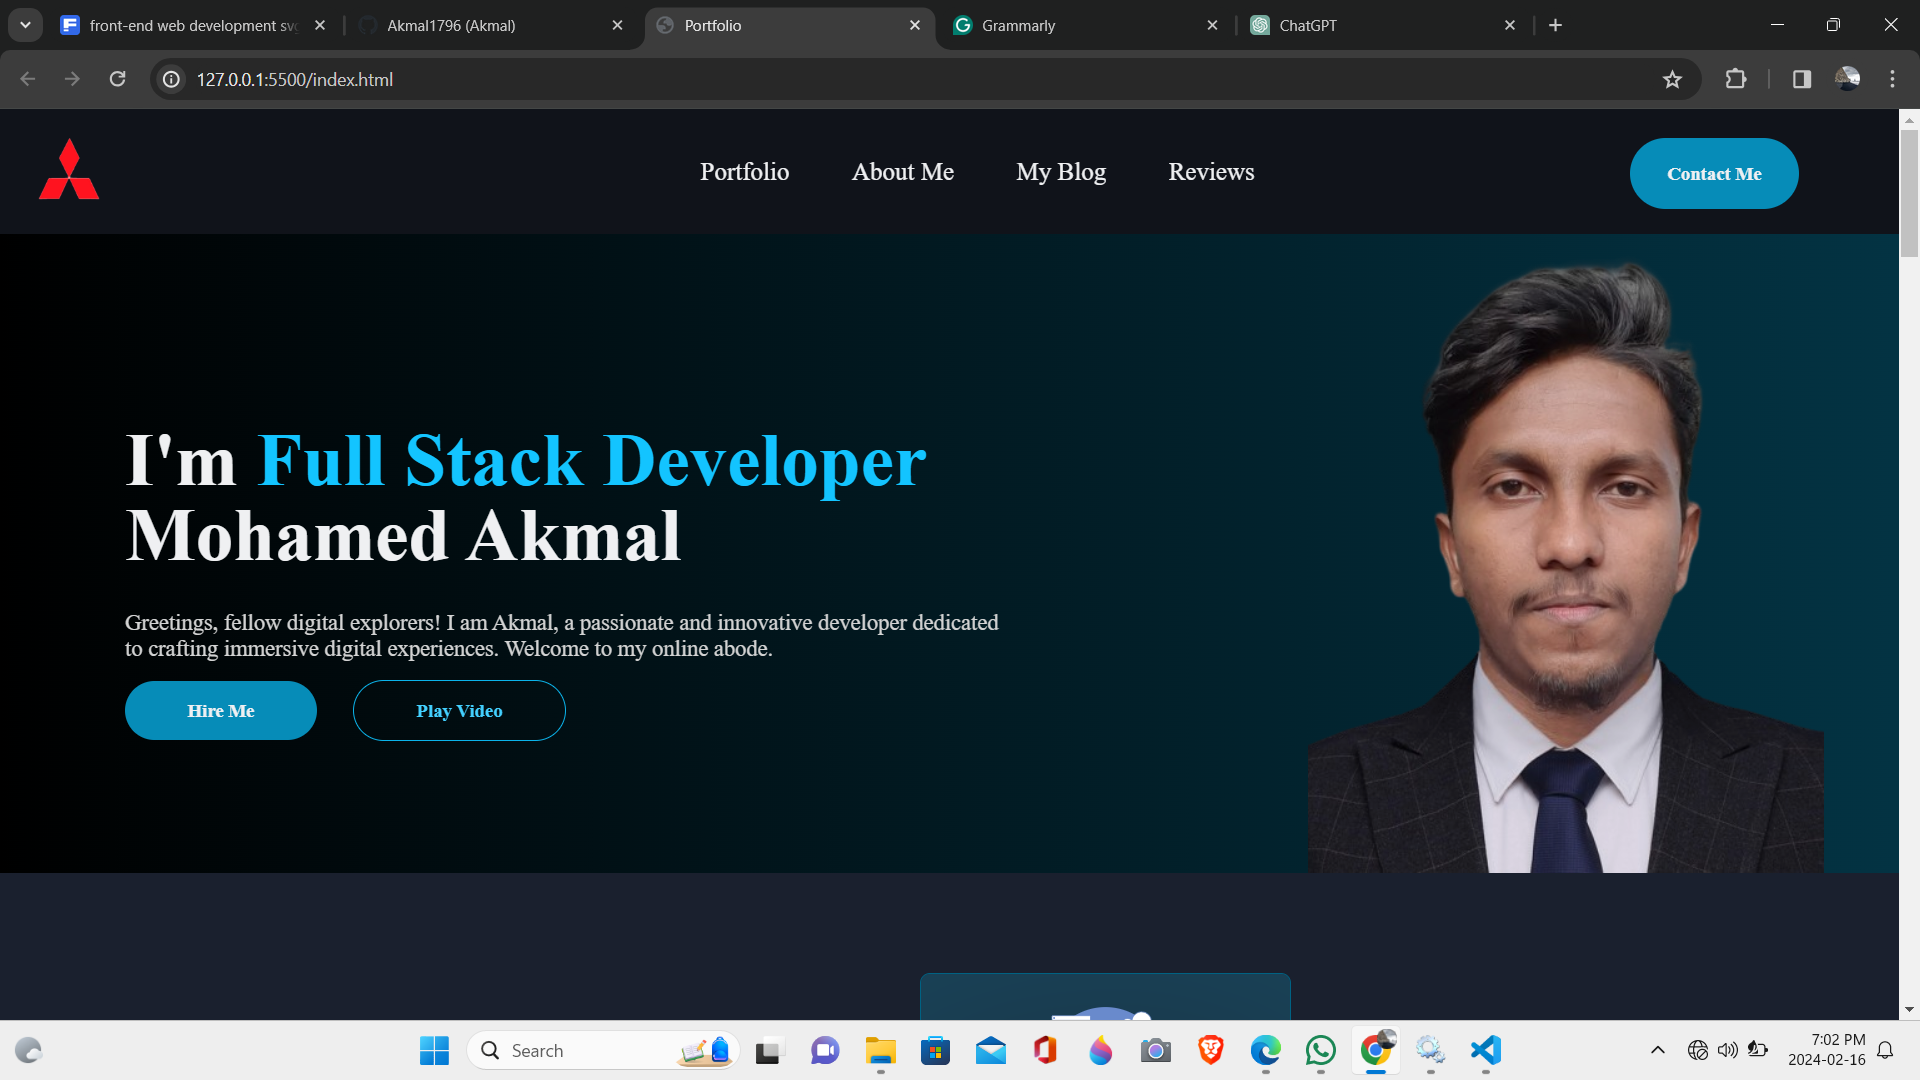 front-end web development svg
Akmal1796 (Akmal)
Portfolio
Grammarly
ChatGPT
127.0.0.1:5500/index.html
Portfolio
About Me
My Blog
Reviews
Contact Me
I'm Full Stack Developer
Mohamed Akmal
Greetings, fellow digital explorers! I am Akmal, a passionate and innovative developer dedicated
to crafting immersive digital experiences. Welcome to my online abode.
Hire Me
Play Video
Search
7:02 PM
2024-02-16